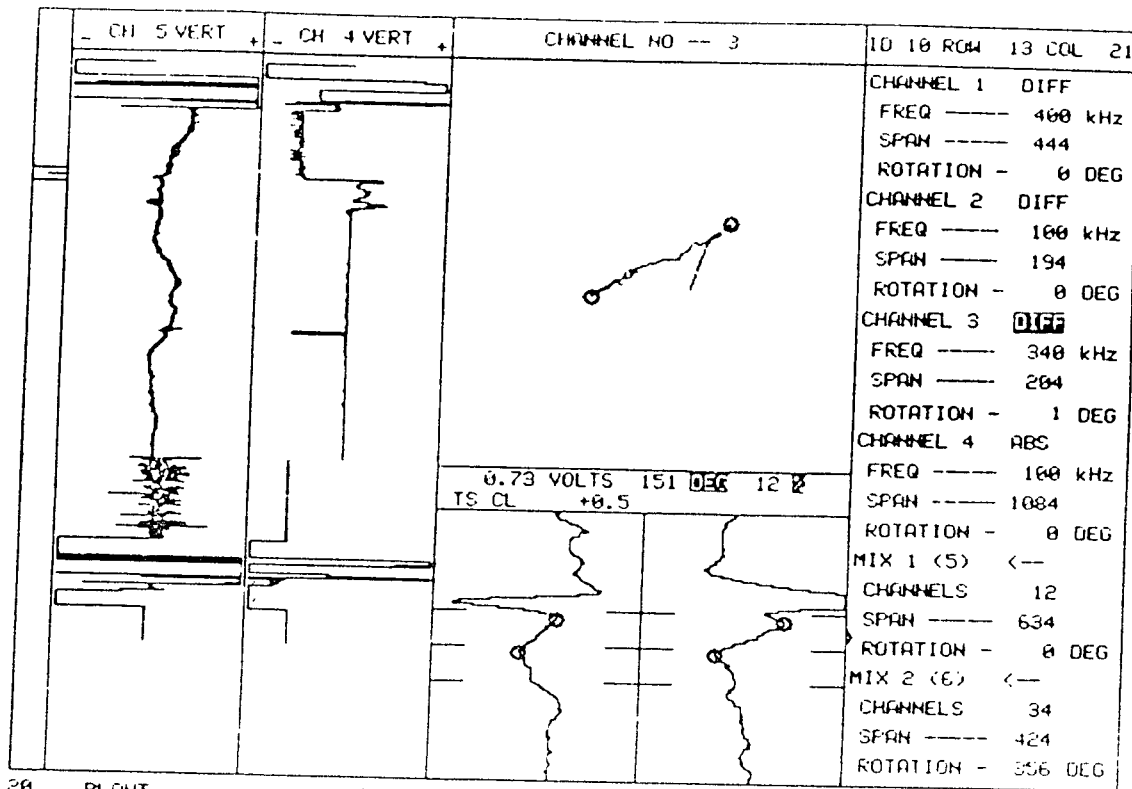 - CH 5 VERT +
- CH 4 VERT +
CHANNEL NO -- 3
ID 10 ROW 13 COL 21
CHANNEL 1 DIFF
FREQ ----- 400 kHz
SPAN ----- 444
ROTATION - 0 DEG
CHANNEL 2 DIFF
FREQ ----- 100 kHz
SPAN ----- 194
ROTATION - 0 DEG
CHANNEL 3 DIFF
FREQ ----- 340 kHz
SPAN ----- 204
ROTATION - 1 DEG
CHANNEL 4 ABS
FREQ ----- 100 kHz
SPAN ----- 1084
ROTATION - 0 DEG
MIX 1 (5) <--
CHANNELS 12
SPAN ----- 634
ROTATION - 0 DEG
MIX 2 (6) <--
CHANNELS 34
SPAN ----- 424
ROTATION - 356 DEG
0.73 VOLTS 151 DEG 12
TS CL +0.5